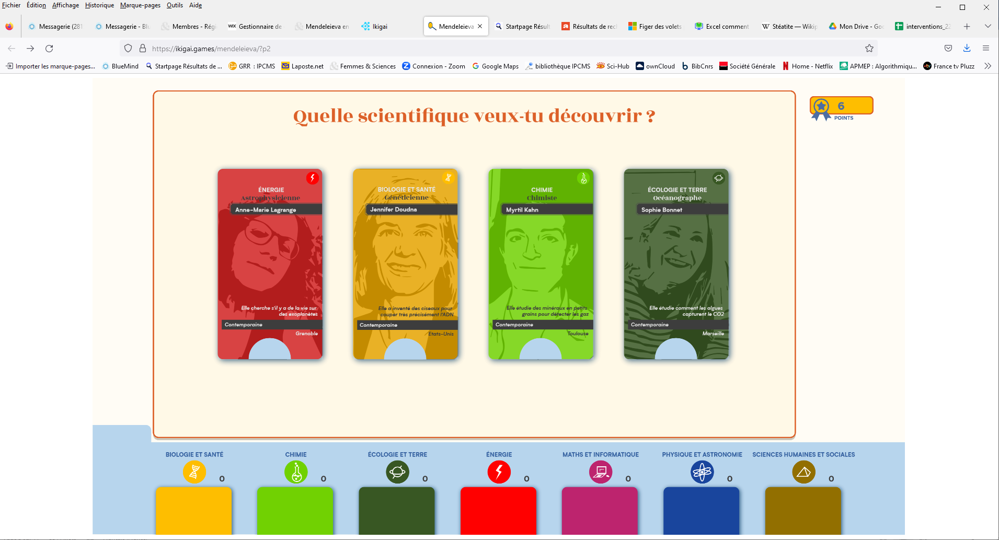 Fichier Édition Affichage Historique Marque-pages Outils Aide
Messagerie (281 Messagerie - Blu Membres - Régi WIX Gestionnaire de Mendeleieva en Ikigai Mendeleieva Startpage Résult Résultats de rec Figer des volets Excel comment W Stéatite — Wikip Mon Drive - Goo interventions_22
https://ikigai.games/mendeleieva/?p2
Importer les marque-pages... BlueMind Startpage Résultats de ... GRR : IPCMS Laposte.net Femmes & Sciences Connexion - Zoom Google Maps bibliothèque IPCMS Sci-Hub ownCloud BibCnrs Société Générale Home - Netflix APMEP : Algorithmiqu... France tv Pluzz
Quelle scientifique veux-tu découvrir ?
6
POINTS
ÉNERGIE
Astrophysicienne
Anne-Marie Lagrange
Elle cherche s'il y a de la vie sur
des exoplanètes
Contemporaine
Grenoble
BIOLOGIE ET SANTÉ
Généticienne
Jennifer Doudna
Elle a inventé des ciseaux pour
couper très précisément l'ADN
Contemporaine
Etats-Unis
CHIMIE
Chimiste
Myrtil Kahn
Elle étudie des minéraux en petits
grains pour détecter les gaz
Contemporaine
Toulouse
ÉCOLOGIE ET TERRE
Océanographe
Sophie Bonnet
Elle étudie comment les algues
capturent le CO2
Contemporaine
Marseille
BIOLOGIE ET SANTÉ CHIMIE ÉCOLOGIE ET TERRE ÉNERGIE MATHS ET INFORMATIQUE PHYSIQUE ET ASTRONOMIE SCIENCES HUMAINES ET SOCIALES
0 0 0 0 0 0 0